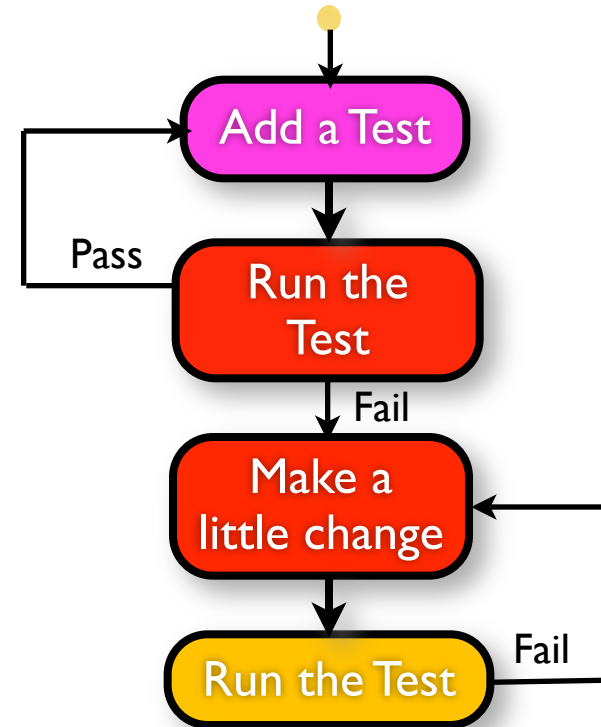 Add a Test
Pass
Run the
Test
Fail
Make a
little change
Fail
Run the Test